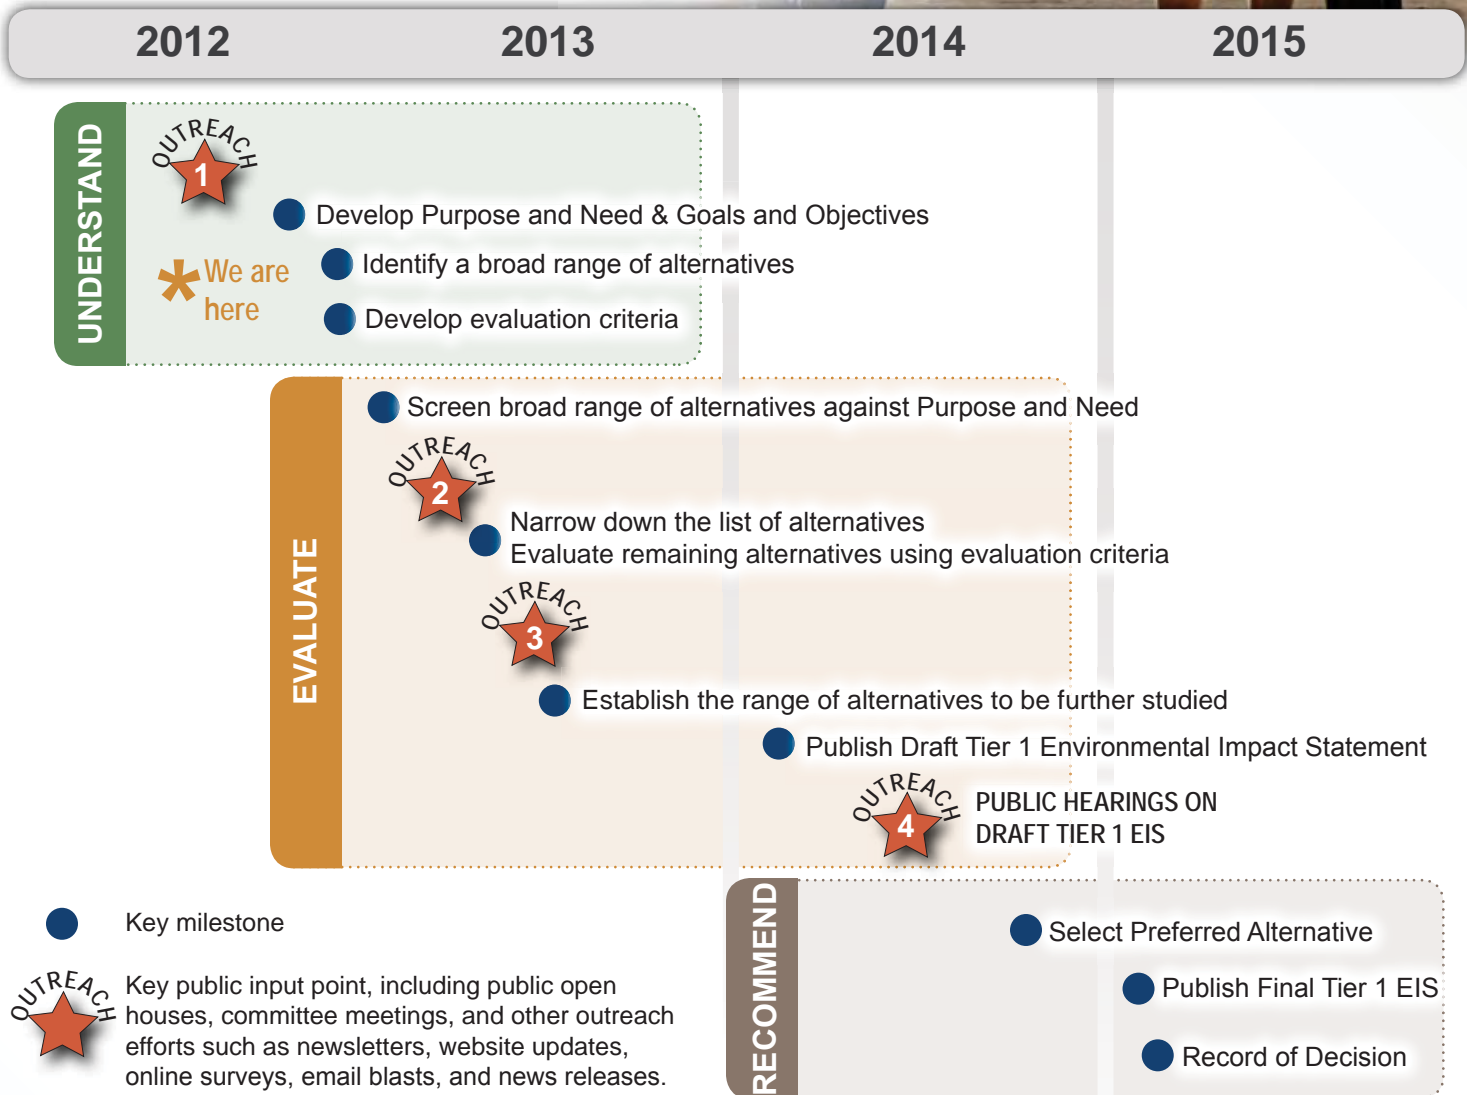 2012 2013 2014 2015
UNDERSTAND
OUTREACH
1
Develop Purpose and Need & Goals and Objectives
* We are
here
Identify a broad range of alternatives
Develop evaluation criteria
EVALUATE
Screen broad range of alternatives against Purpose and Need
OUTREACH
2
Narrow down the list of alternatives
Evaluate remaining alternatives using evaluation criteria
OUTREACH
3
Establish the range of alternatives to be further studied
Publish Draft Tier 1 Environmental Impact Statement
OUTREACH
4
PUBLIC HEARINGS ON
DRAFT TIER 1 EIS
RECOMMEND
Select Preferred Alternative
Publish Final Tier 1 EIS
Record of Decision
Key milestone
OUTREACH
Key public input point, including public open
houses, committee meetings, and other outreach
efforts such as newsletters, website updates,
online surveys, email blasts, and news releases.